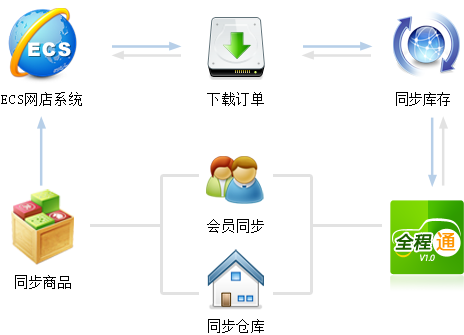 ECS
ECS网店系统
下载订单
同步库存
会员同步
全程通
V1.0
同步商品
同步仓库